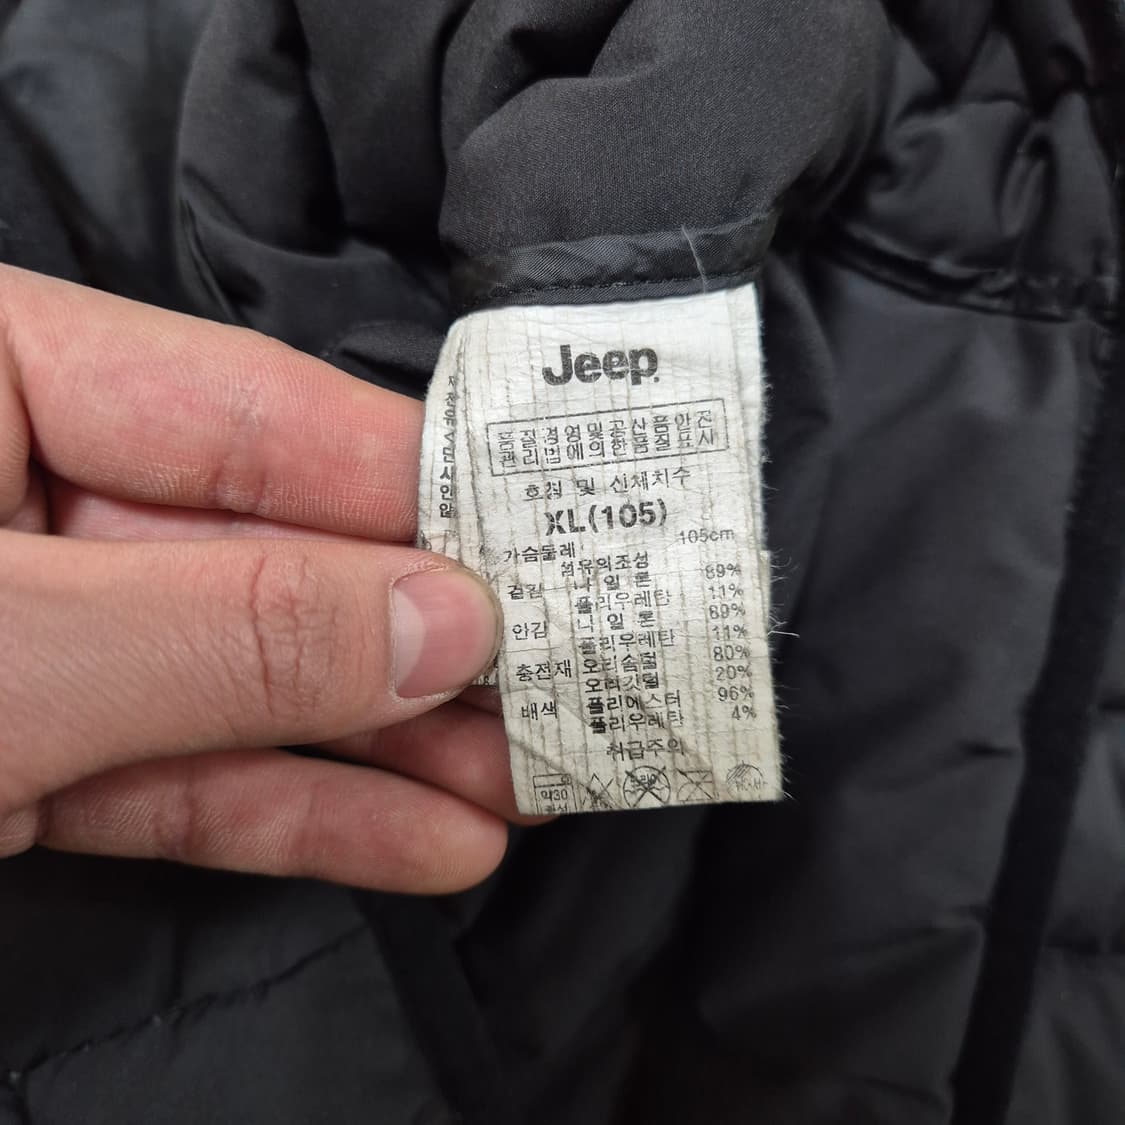 Jeep
품질경영및공산품안전
관리법에의한품질표시
호칭 및 신체치수
XL(105)
가슴둘레 105cm
섬유의조성
겉감 나 일 론 89%
폴리우레탄 11%
안감 나 일 론 89%
폴리우레탄 11%
충전재 오리솜털 80%
오리깃털 20%
배색 폴리에스터 96%
폴리우레탄 4%
취급주의
약30